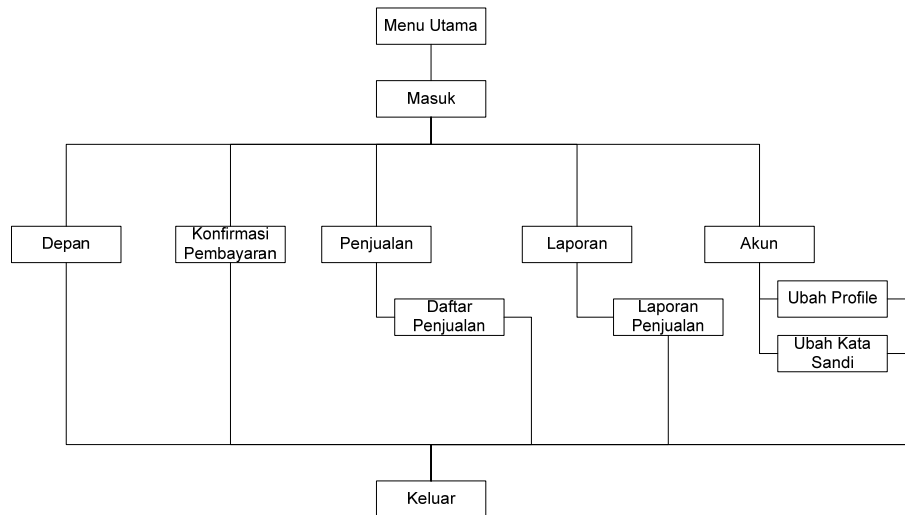 Menu Utama
Masuk
Depan
Konfirmasi
Pembayaran
Penjualan
Laporan
Akun
Daftar
Penjualan
Laporan
Penjualan
Ubah Profile
Ubah Kata
Sandi
Keluar